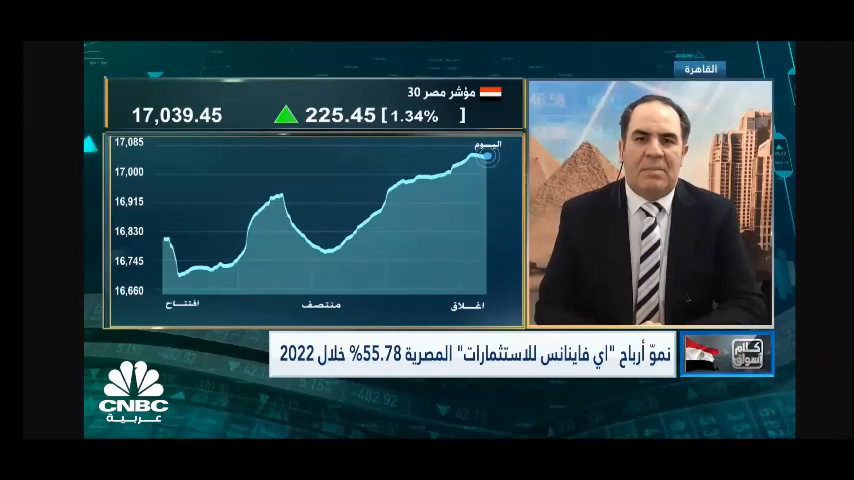 القاهرة
مؤشر مصر 30
17,039.45 225.45 [1.34% ]
اليوم
17,085
17,000
16,915
16,830
16,745
16,660
افتتاح منتصف اغلاق
كلام أسواق
نموّ أرباح "اي فاينانس للاستثمارات" المصرية 55.78% خلال 2022
CNBC
عربية